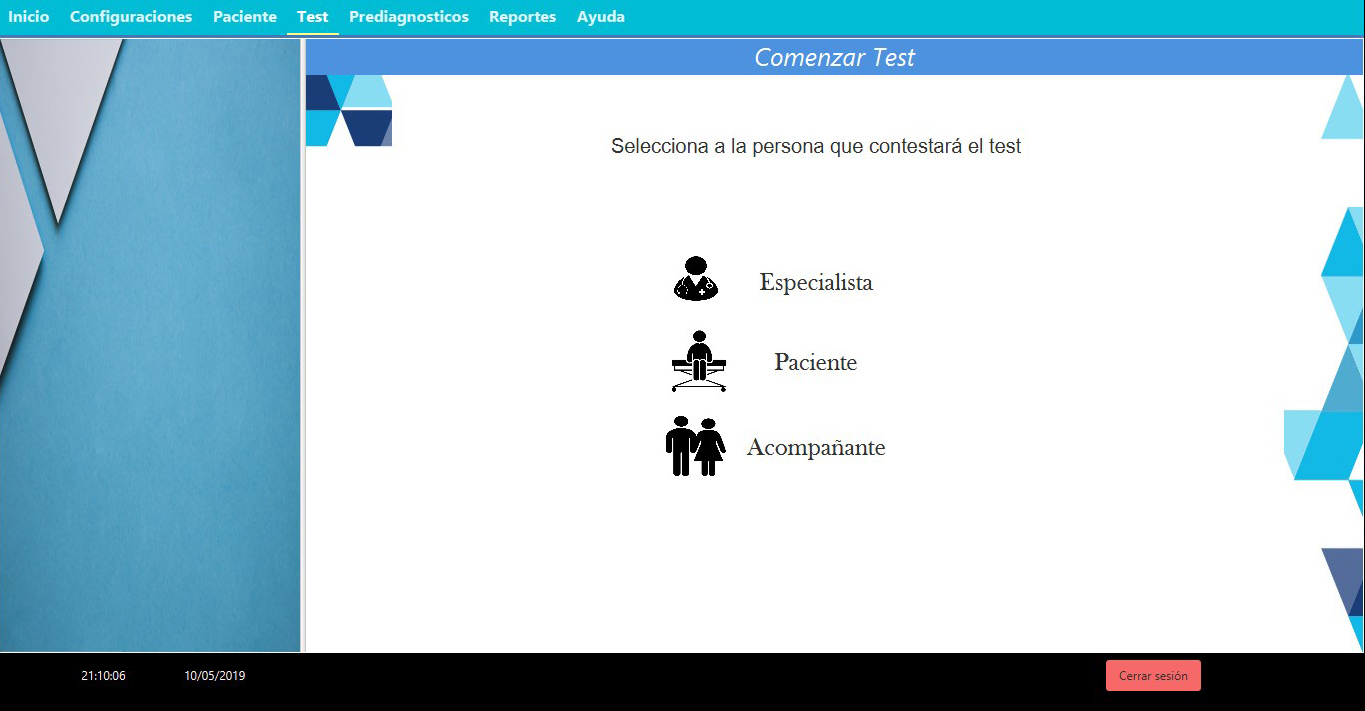 Inicio Configuraciones Paciente Test Prediagnosticos Reportes Ayuda
Comenzar Test
Selecciona a la persona que contestará el test
Especialista
Paciente
Acompañante
21:10:06 10/05/2019 Cerrar sesión